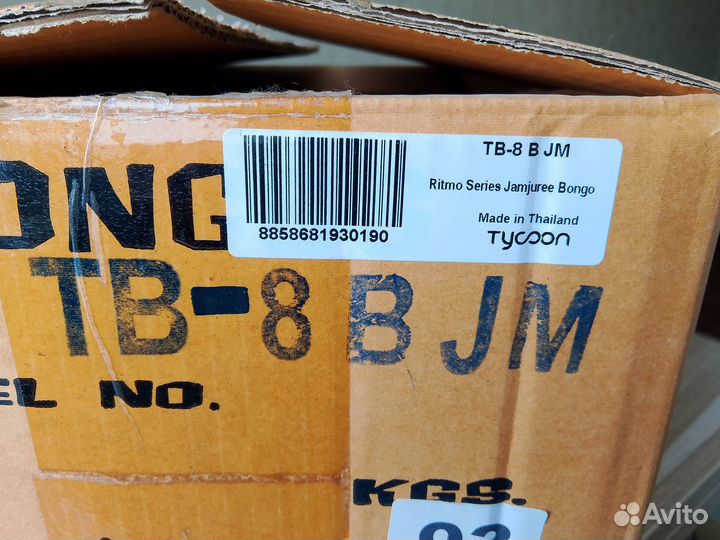 ONG
TB-8 B JM
Ritmo Series Jamjuree Bongo
Made in Thailand
8858681930190
Tycoon
TB-8 B JM
EL NO.
KGS.
93
Avito